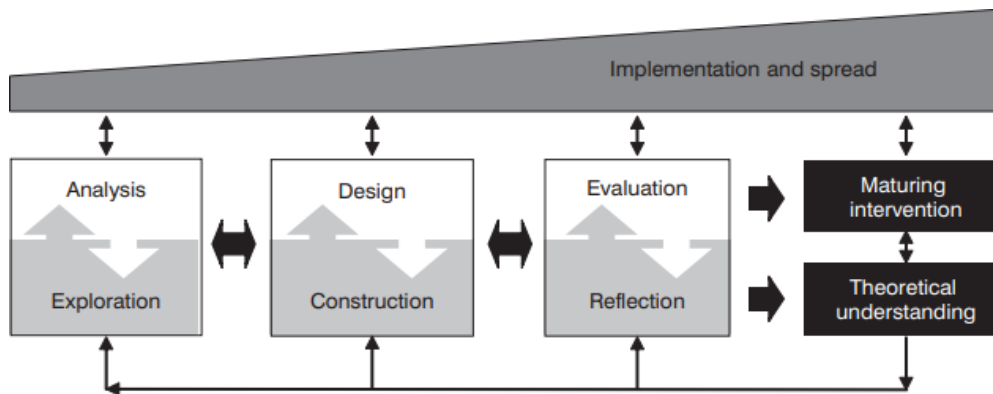 Implementation and spread
Analysis
Exploration
Design
Construction
Evaluation
Reflection
Maturing
intervention
Theoretical
understanding